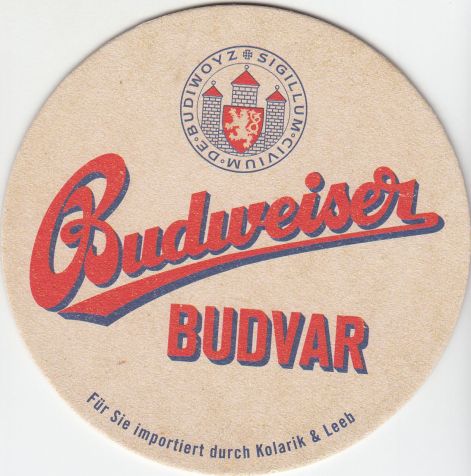 SIGILLUM • CIVIUM • DE • BUDIWOYZ
Budweiser
BUDVAR
Für Sie importiert durch Kolarik & Leeb